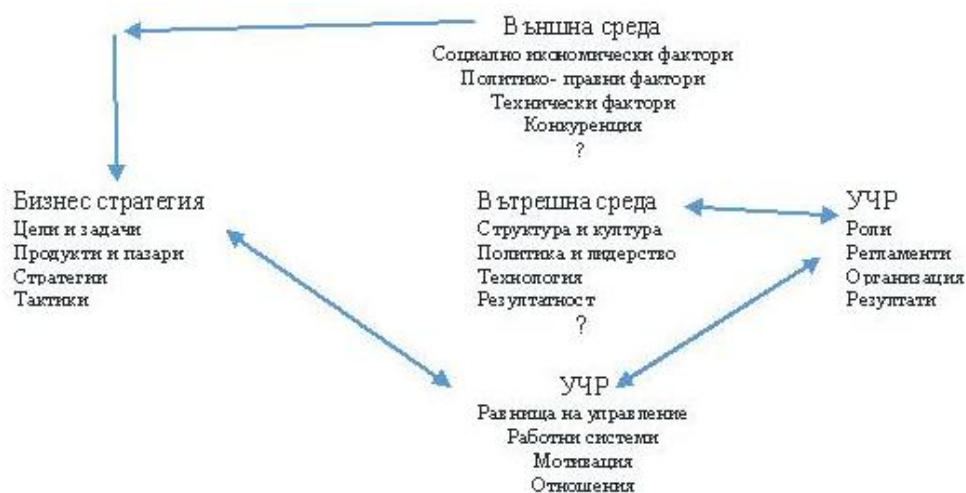 Външна среда
Социално икономически фактори
Политико- правни фактори
Технически фактори
Конкуренция
?
Бизнес стратегия
Цели и задачи
Продукти и пазари
Стратегии
Тактики
Вътрешна среда
Структура и култура
Политика и лидерство
Технология
Резултатност
?
УЧР
Роли
Регламенти
Организация
Резултати
УЧР
Равнища на управление
Работни системи
Мотивация
Отношения